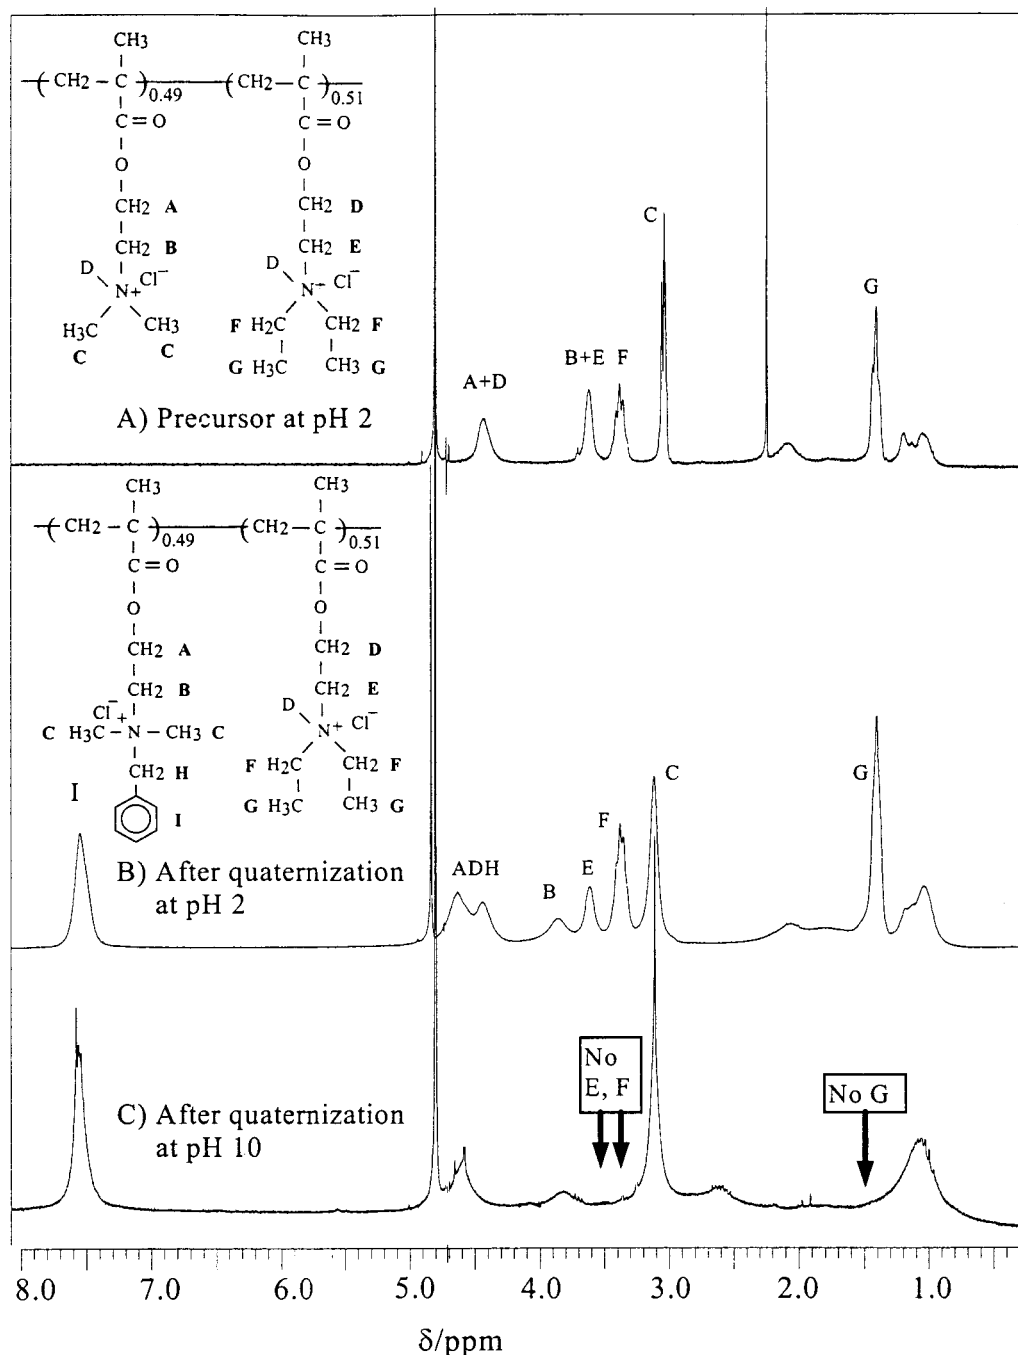 CH3 CH3
( CH2 – C )0.49 ( CH2 – C )0.51
C = O C = O
O O
CH2 A CH2 D
CH2 B CH2 E
D N+ Cl– D N+ Cl–
H3C CH3 F H2C CH2 F
C C G H3C CH3 G
A) Precursor at pH 2
A+D B+E F C G
CH3 CH3
( CH2 – C )0.49 ( CH2 – C )0.51
C = O C = O
O O
CH2 A CH2 D
CH2 B CH2 E
Cl– D
C H3C – N+ – CH3 C N+ Cl–
CH2 H F H2C CH2 F
I G H3C CH3 G
I
B) After quaternization
at pH 2
ADH B E F C G
No
E, F
No G
C) After quaternization
at pH 10
8.0 7.0 6.0 5.0 4.0 3.0 2.0 1.0
δ/ppm